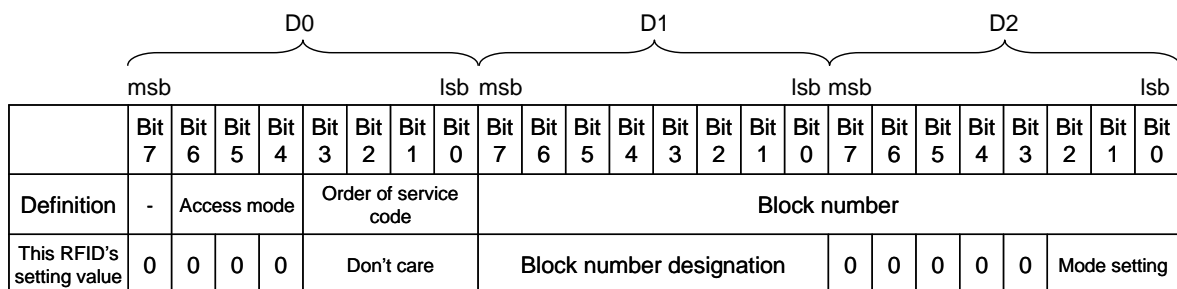 D0 D1 D2
msb lsb msb lsb msb lsb
Bit 7 Bit 6 Bit 5 Bit 4 Bit 3 Bit 2 Bit 1 Bit 0 Bit 7 Bit 6 Bit 5 Bit 4 Bit 3 Bit 2 Bit 1 Bit 0 Bit 7 Bit 6 Bit 5 Bit 4 Bit 3 Bit 2 Bit 1 Bit 0
Definition - Access mode Order of service code Block number
This RFID's setting value 0 0 0 0 Don't care Block number designation 0 0 0 0 0 Mode setting